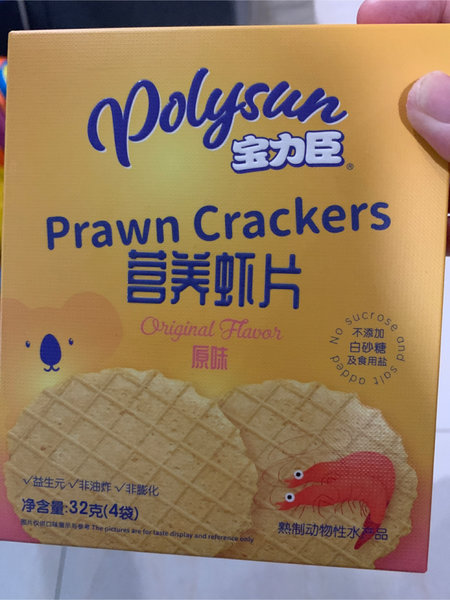 Polysun
宝力臣®
Prawn Crackers
营养虾片
Original Flavor
原味
No sucrose and salt added
不添加
白砂糖
及食用盐
√益生元 √非油炸 √非膨化
净含量:32克(4袋)
图片仅供口味展示有参考 The pictures are for taste display and reference only
熟制动物性水产品